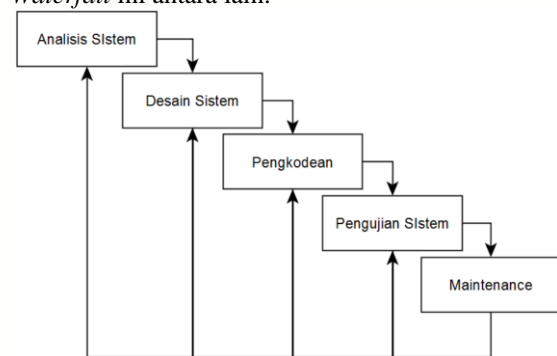 Waterfall ini antara lain:
Analisis SIstem
Desain Sistem
Pengkodean
Pengujian SIstem
Maintenance